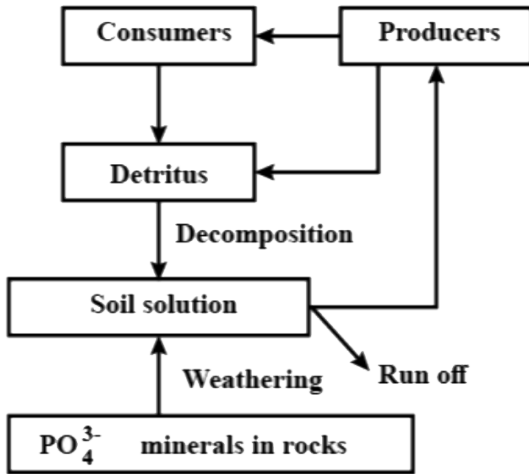 Consumers
Producers
Detritus
Decomposition
Soil solution
Run off
Weathering
PO₄³⁻ minerals in rocks